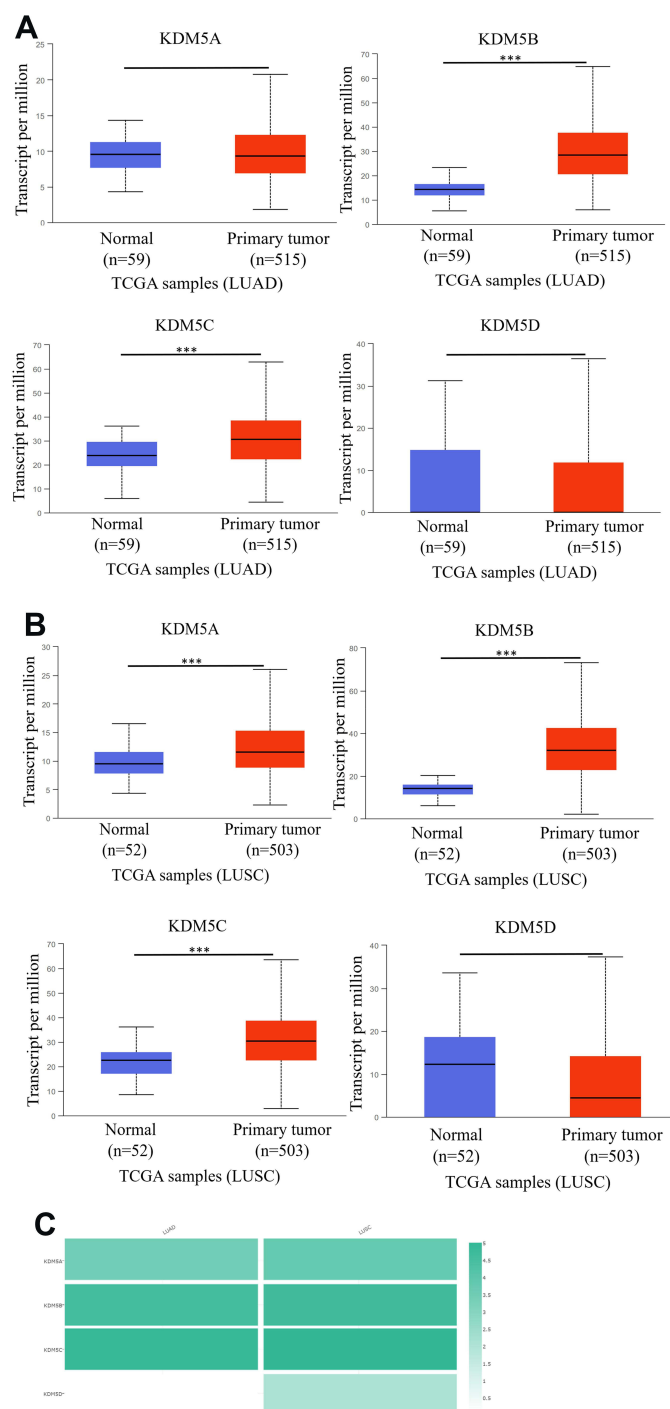 A
KDM5A
Transcript per million
25
20
15
10
5
0
Normal
(n=59)
Primary tumor
(n=515)
TCGA samples (LUAD)
KDM5B
***
Transcript per million
70
60
50
40
30
20
10
0
Normal
(n=59)
Primary tumor
(n=515)
TCGA samples (LUAD)
KDM5C
***
Transcript per million
70
60
50
40
30
20
10
0
Normal
(n=59)
Primary tumor
(n=515)
TCGA samples (LUAD)
KDM5D
Transcript per million
40
30
20
10
0
Normal
(n=59)
Primary tumor
(n=515)
TCGA samples (LUAD)
B
KDM5A
***
Transcript per million
30
25
20
15
10
5
0
Normal
(n=52)
Primary tumor
(n=503)
TCGA samples (LUSC)
KDM5B
***
Transcript per million
80
60
40
20
0
Normal
(n=52)
Primary tumor
(n=503)
TCGA samples (LUSC)
KDM5C
***
Transcript per million
70
60
50
40
30
20
10
0
Normal
(n=52)
Primary tumor
(n=503)
TCGA samples (LUSC)
KDM5D
Transcript per million
40
30
20
10
0
Normal
(n=52)
Primary tumor
(n=503)
TCGA samples (LUSC)
C
LUAD
LUSC
KDM5A
KDM5B
KDM5C
KDM5D
5
4.5
4
3.5
3
2.5
2
1.5
1
0.5